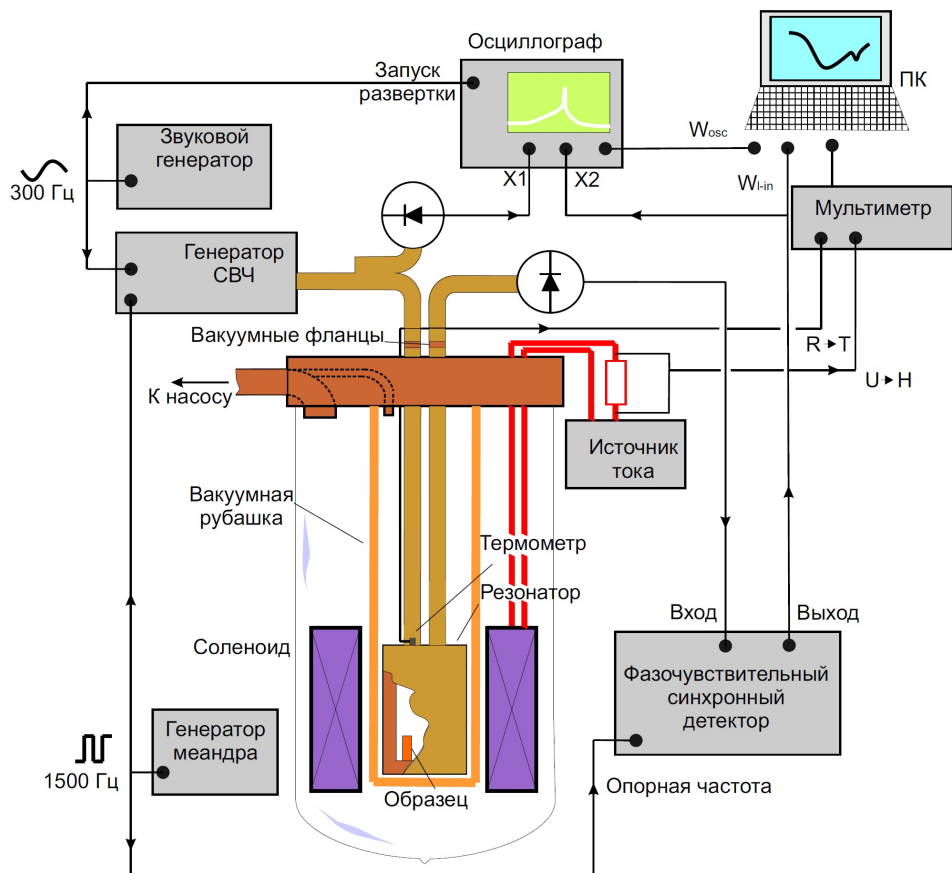 Осциллограф
Запуск
развертки
ПК
Звуковой
генератор
300 Гц
Wosc
X1
X2
Wl-in
Мультиметр
Генератор
СВЧ
Вакуумные фланцы
R→T
U→H
К насосу
Источник
тока
Вакуумная
рубашка
Термометр
Резонатор
Вход
Выход
Соленоид
Фазочувствительный
синхронный
детектор
Генератор
меандра
1500 Гц
Опорная частота
Образец